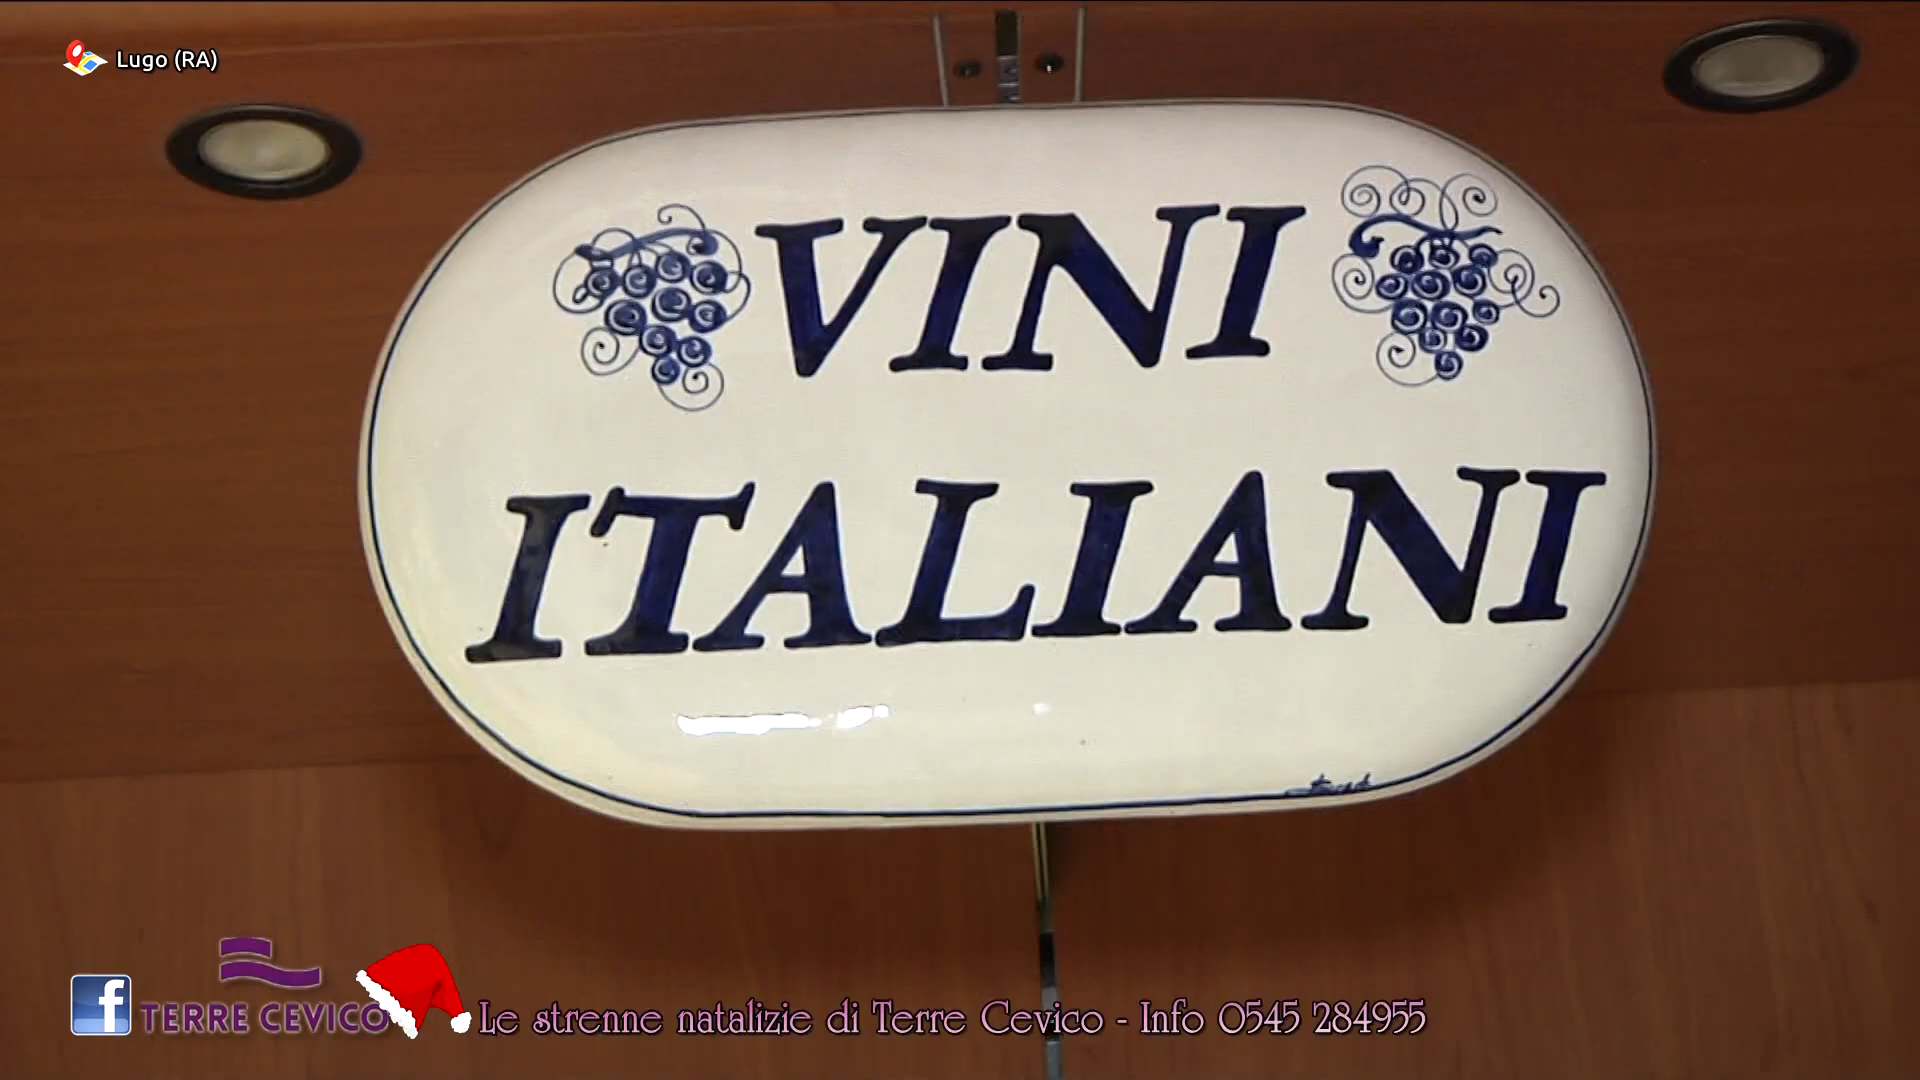 Lugo (RA)
VINI
ITALIANI
f TERRE CEVICO
Le strenne natalizie di Terre Cevico - Info 0545 284955